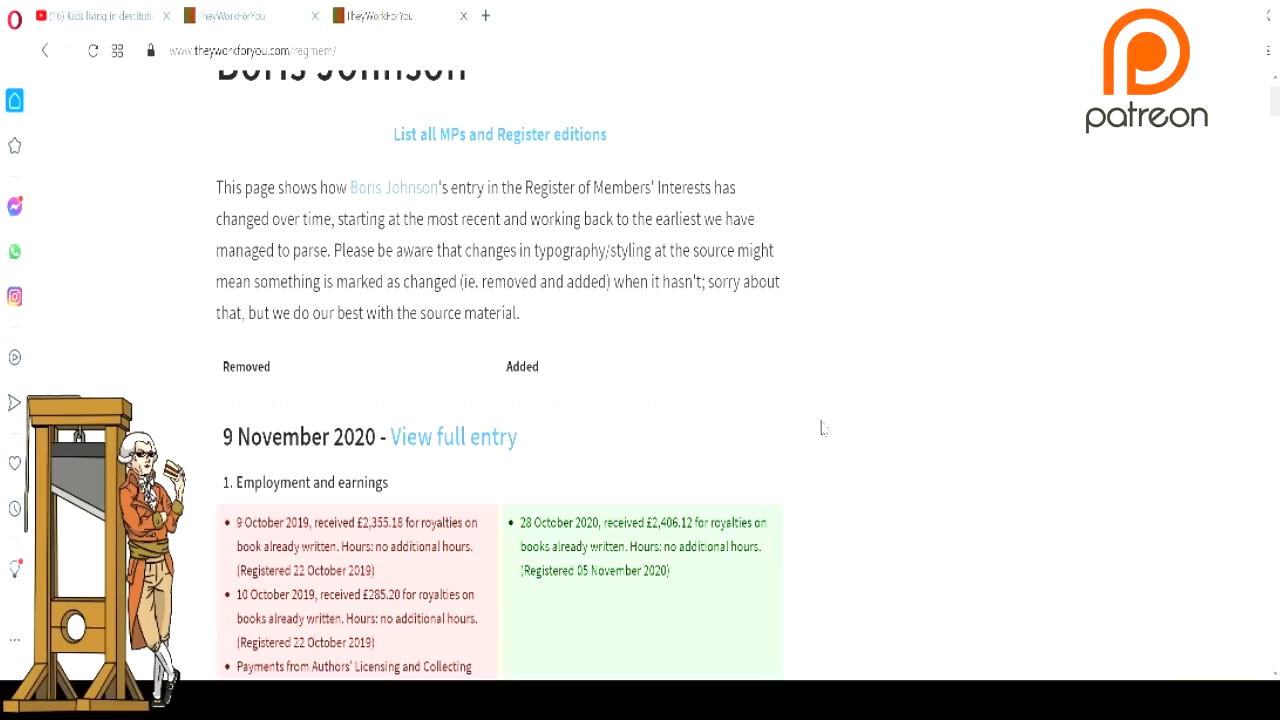 (16) Kids living in destituti
TheyWorkForYou
TheyWorkForYou
www.theyworkforyou.com/regmem/
patreon
Boris Johnson
List all MPs and Register editions
This page shows how Boris Johnson's entry in the Register of Members' Interests has
changed over time, starting at the most recent and working back to the earliest we have
managed to parse. Please be aware that changes in typography/styling at the source might
mean something is marked as changed (ie. removed and added) when it hasn't; sorry about
that, but we do our best with the source material.
Removed
Added
9 November 2020 - View full entry
1. Employment and earnings
9 October 2019, received £2,355.18 for royalties on
book already written. Hours: no additional hours.
(Registered 22 October 2019)
10 October 2019, received £285.20 for royalties on
books already written. Hours: no additional hours.
(Registered 22 October 2019)
Payments from Authors' Licensing and Collecting
28 October 2020, received £2,406.12 for royalties on
books already written. Hours: no additional hours.
(Registered 05 November 2020)